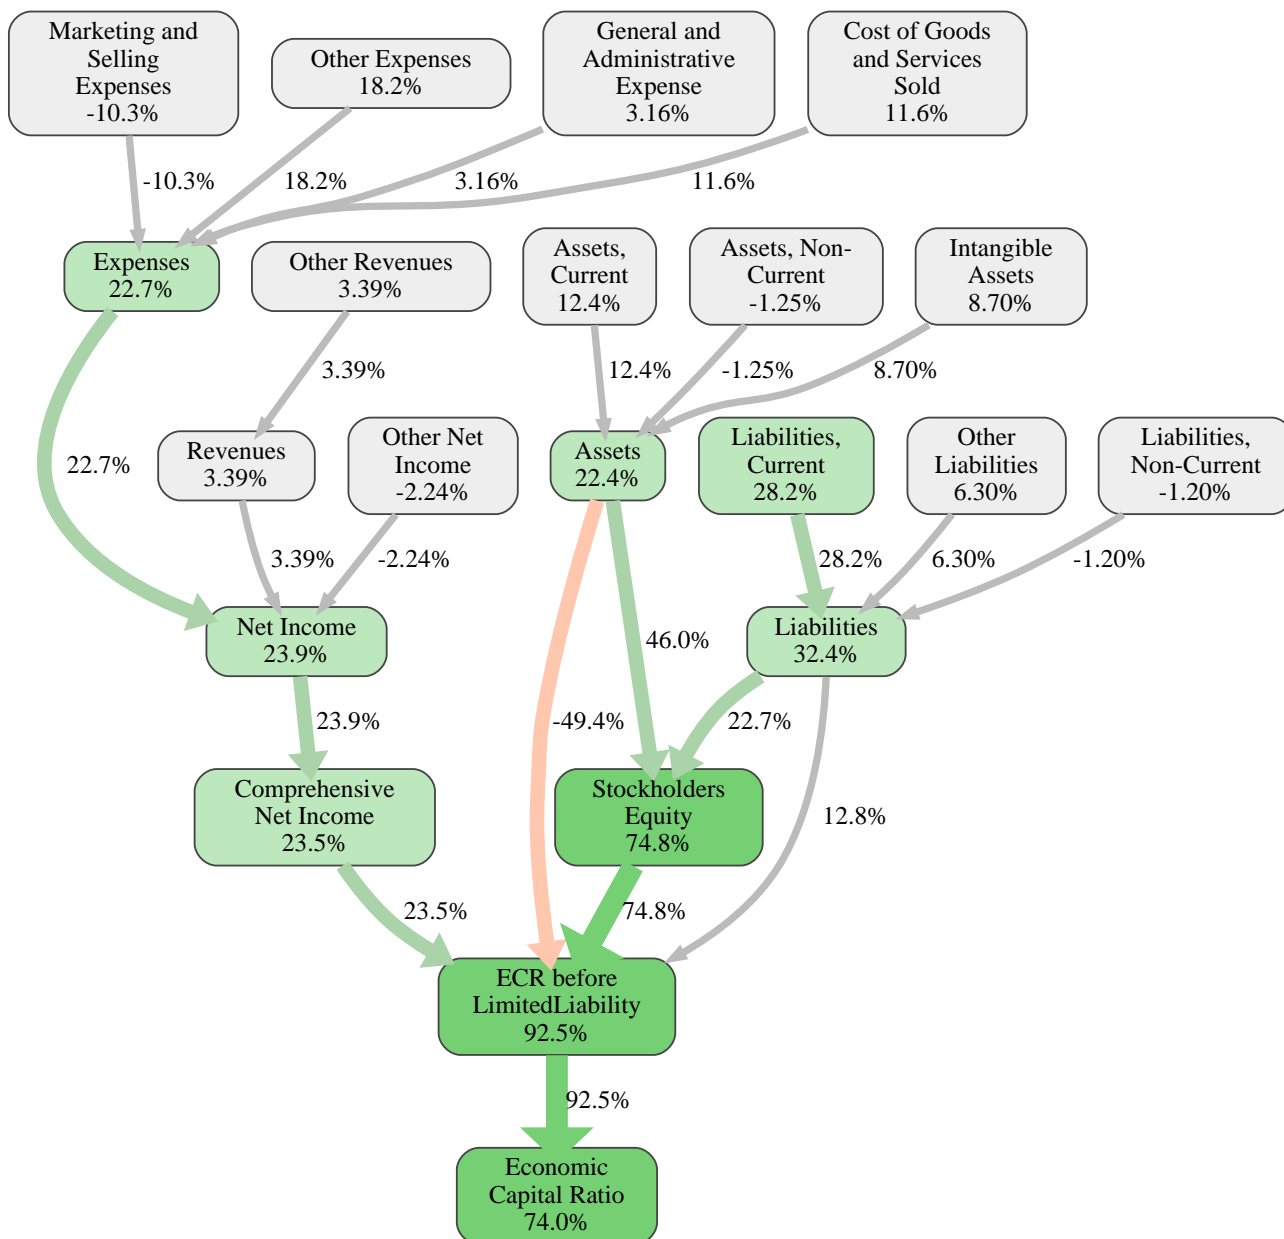 Marketing and
Selling
Expenses
-10.3%
Other Expenses
18.2%
General and
Administrative
Expense
3.16%
Cost of Goods
and Services
Sold
11.6%
-10.3%
18.2%
3.16%
11.6%
Expenses
22.7%
Other Revenues
3.39%
Assets,
Current
12.4%
Assets, Non-
Current
-1.25%
Intangible
Assets
8.70%
3.39%
12.4%
-1.25%
8.70%
22.7%
Revenues
3.39%
Other Net
Income
-2.24%
Assets
22.4%
Liabilities,
Current
28.2%
Other
Liabilities
6.30%
Liabilities,
Non-Current
-1.20%
3.39%
-2.24%
28.2%
6.30%
-1.20%
Net Income
23.9%
46.0%
Liabilities
32.4%
23.9%
-49.4%
22.7%
Comprehensive
Net Income
23.5%
Stockholders
Equity
74.8%
12.8%
23.5%
74.8%
ECR before
LimitedLiability
92.5%
92.5%
Economic
Capital Ratio
74.0%